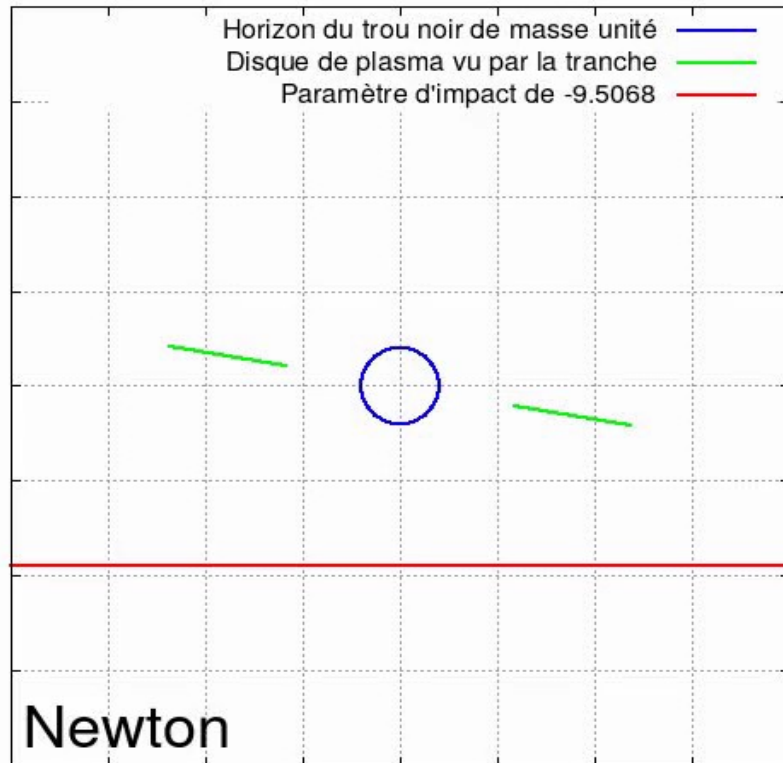 Horizon du trou noir de masse unité
Disque de plasma vu par la tranche
Paramètre d'impact de -9.5068
Newton